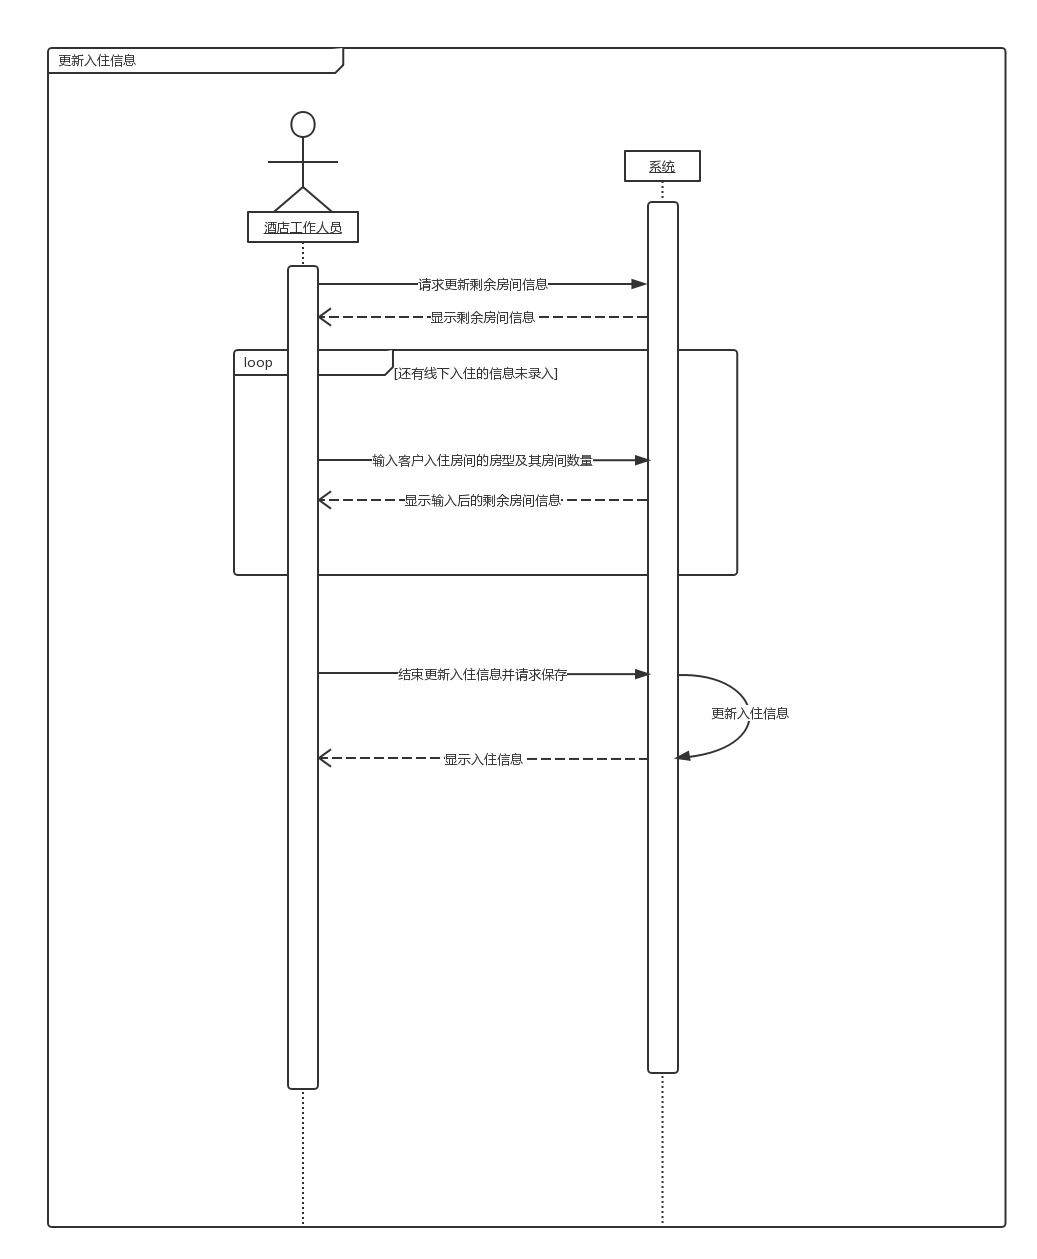 更新入住信息
系统
酒店工作人员
请求更新剩余房间信息
显示剩余房间信息
loop
[还有线下入住的信息未录入]
输入客户入住房间的房型及其房间数量
显示输入后的剩余房间信息
结束更新入住信息并请求保存
更新入住信息
显示入住信息